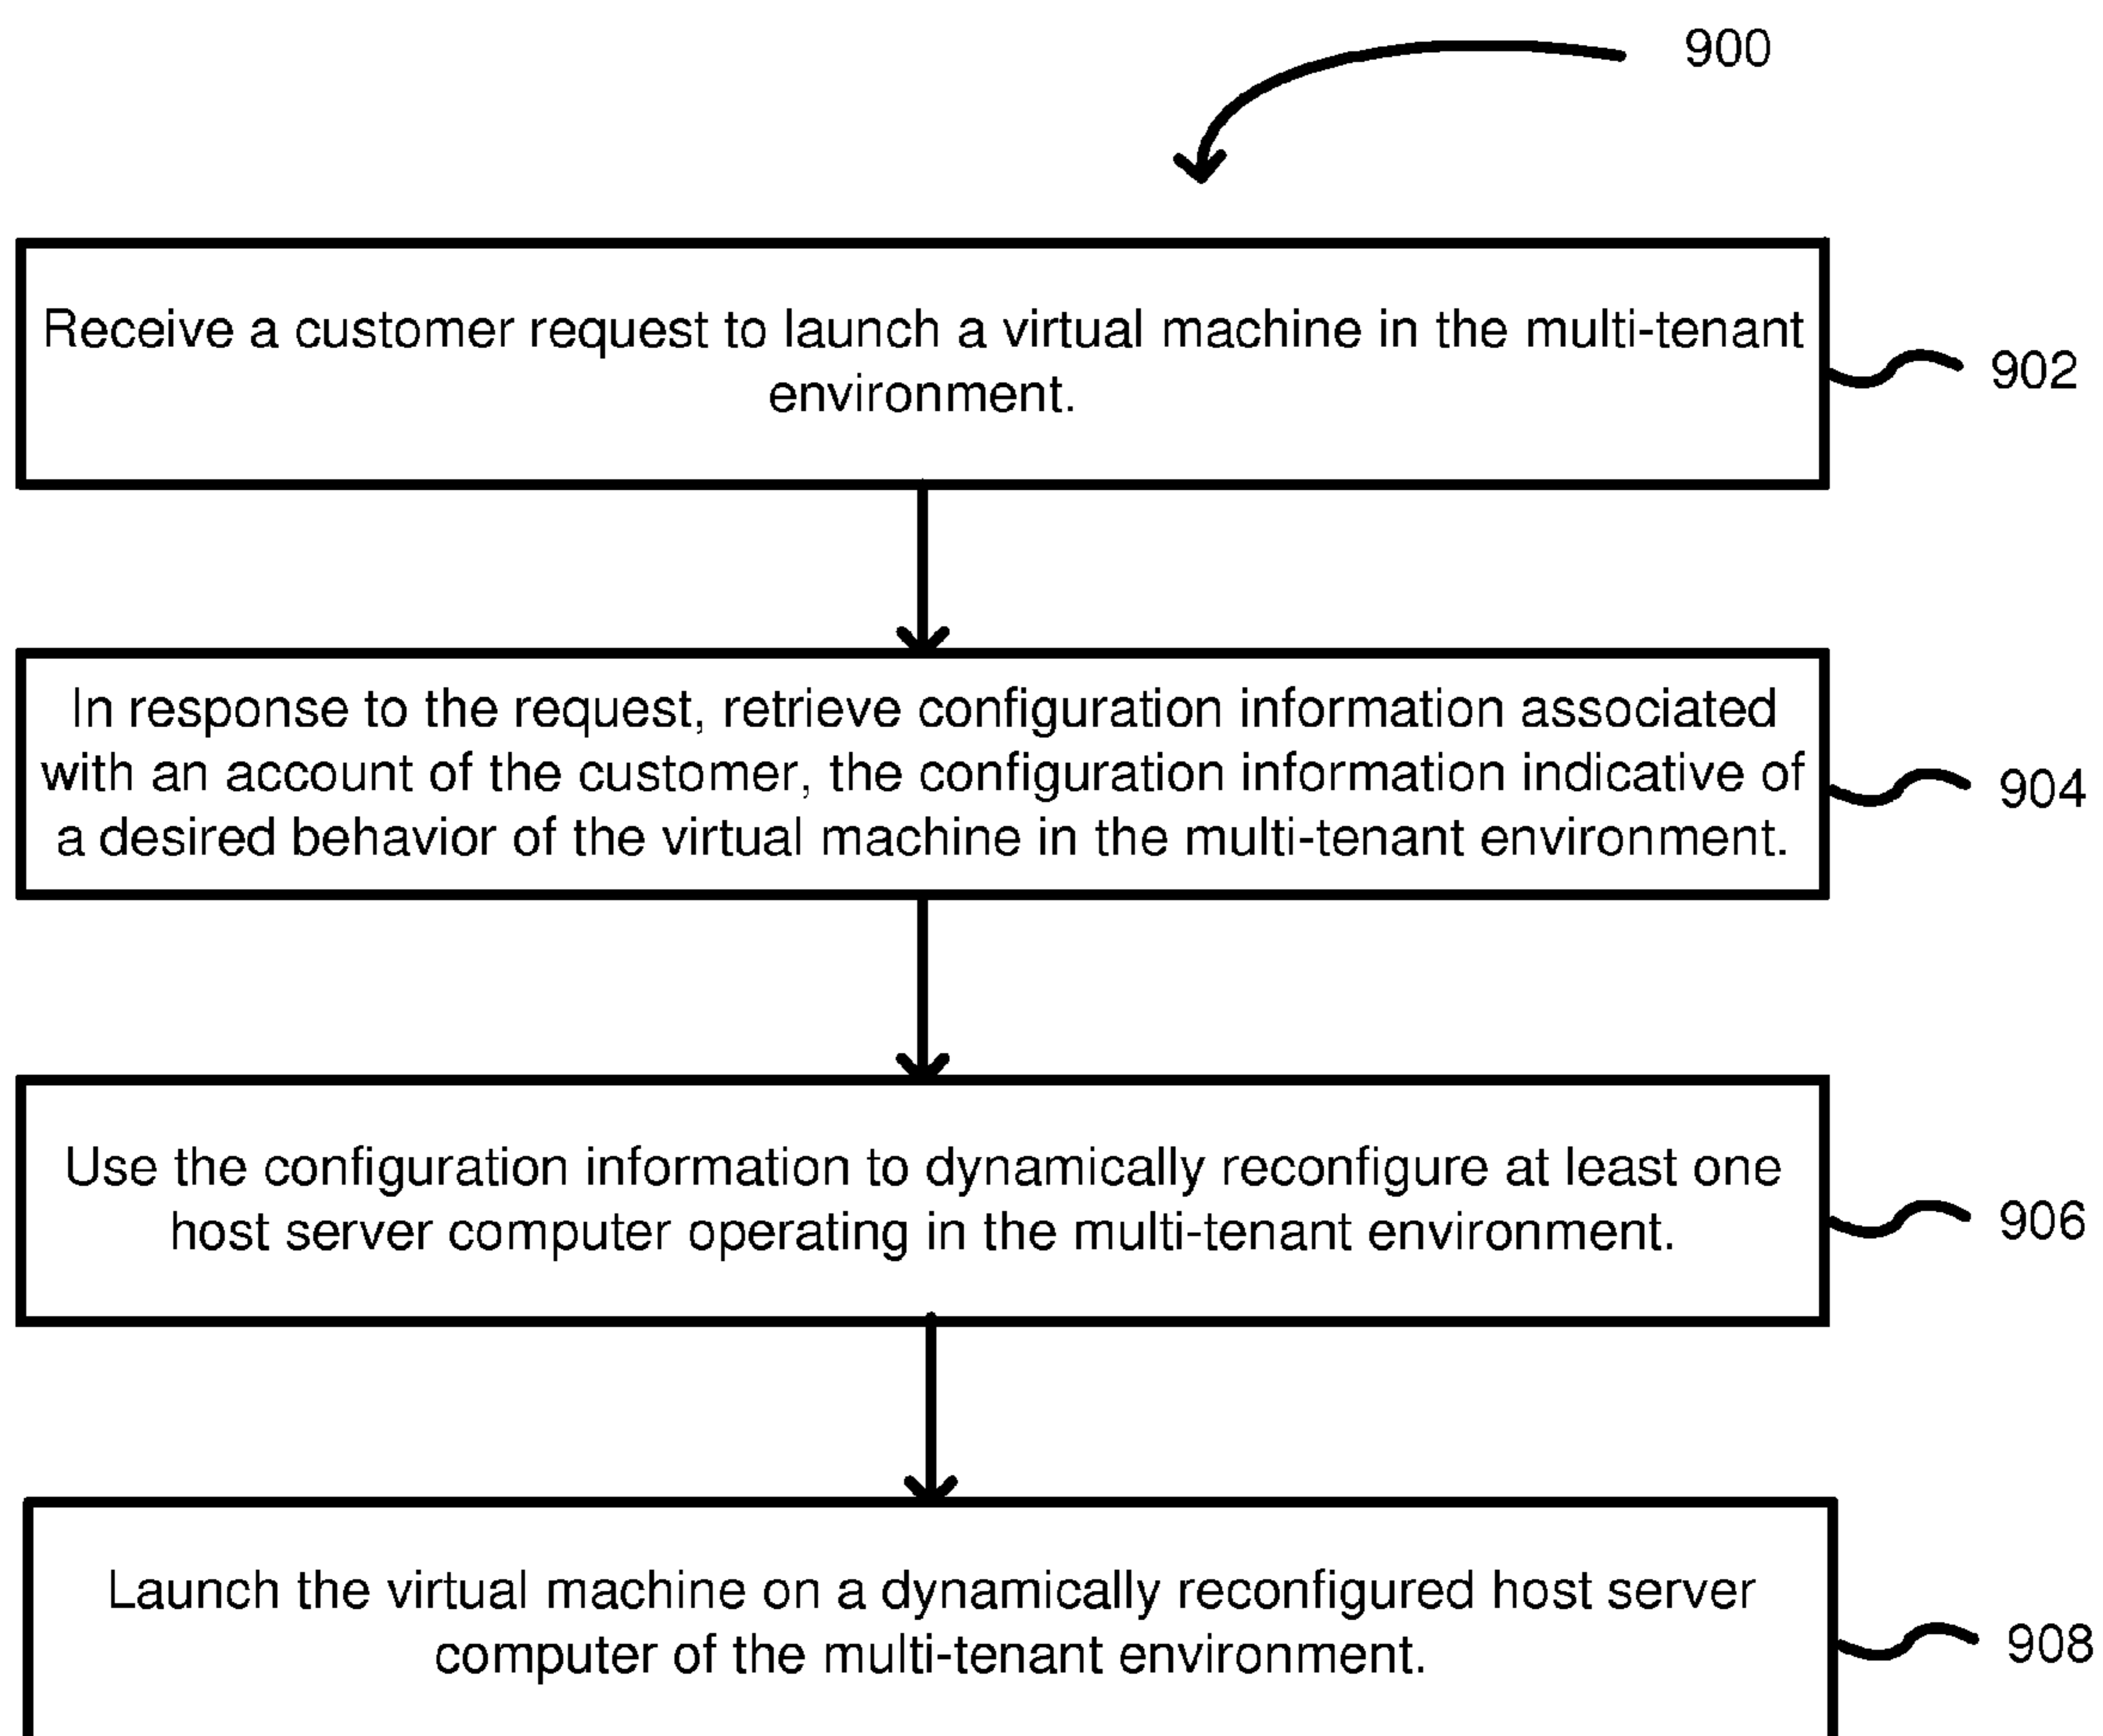 900
Receive a customer request to launch a virtual machine in the multi-tenant
environment.
902
In response to the request, retrieve configuration information associated
with an account of the customer, the configuration information indicative of
a desired behavior of the virtual machine in the multi-tenant environment.
904
Use the configuration information to dynamically reconfigure at least one
host server computer operating in the multi-tenant environment.
906
Launch the virtual machine on a dynamically reconfigured host server
computer of the multi-tenant environment.
908